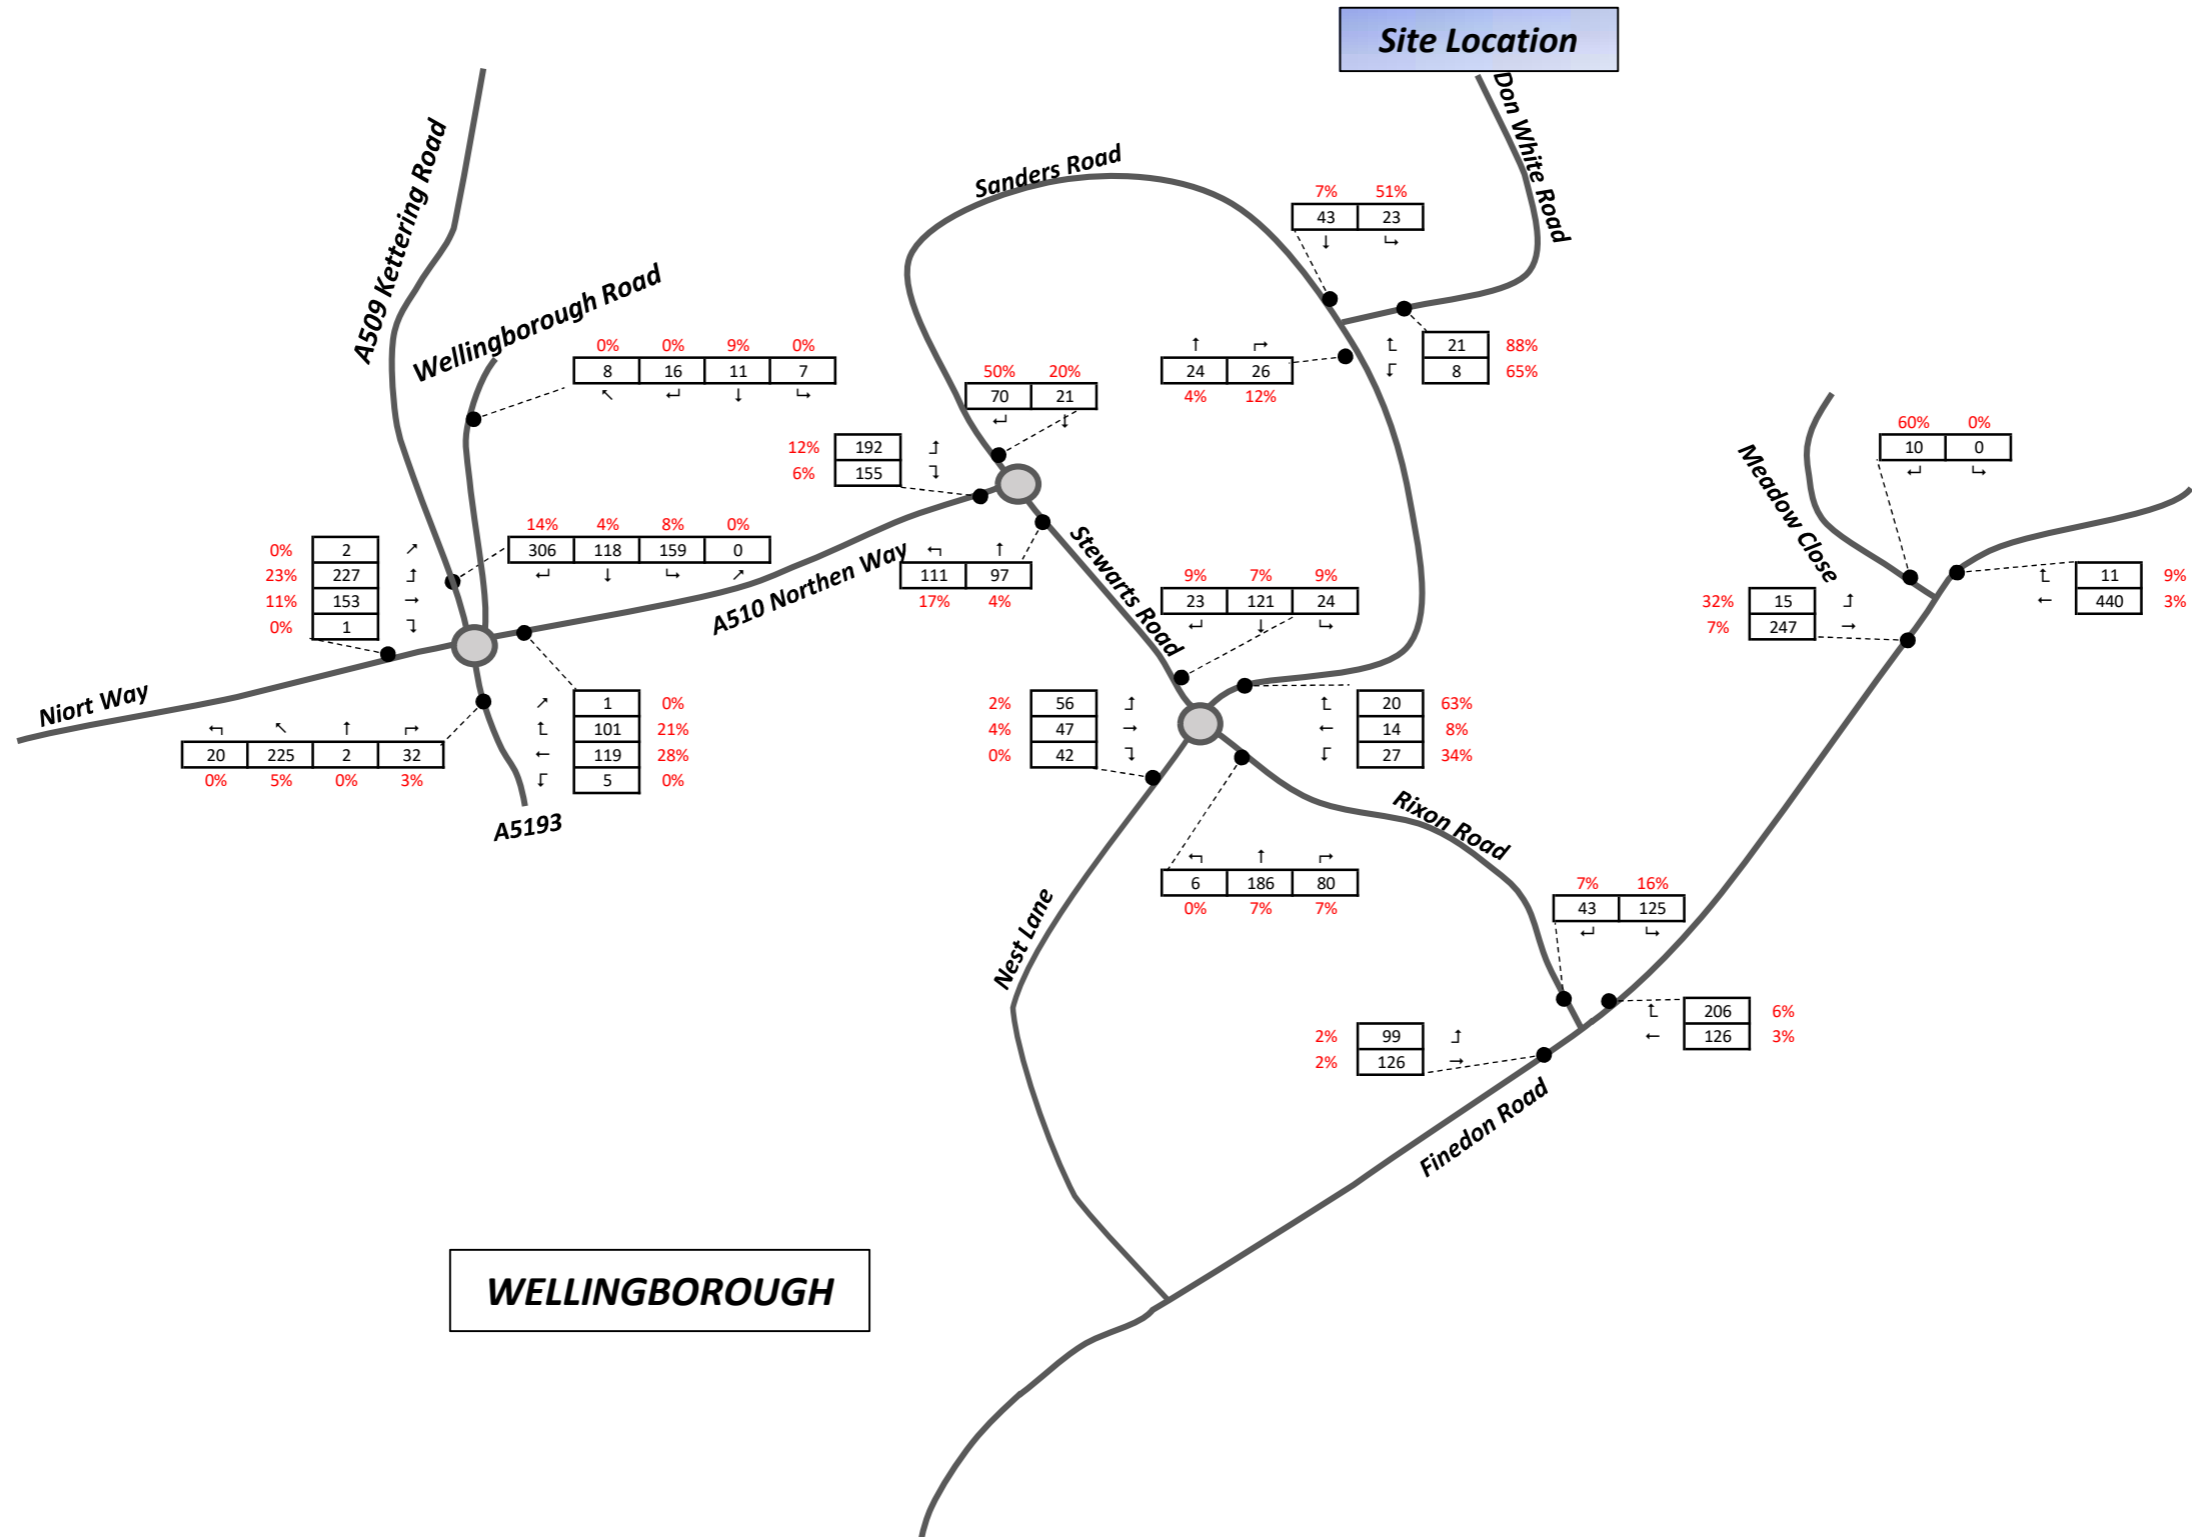 Site Location
Don White Road
A509 Kettering Road
Sanders Road
7% 51%
43 23
↓ ↳
Wellingborough Road
0% 0% 9% 0%
8 16 11 7
↖ ↵ ↓ ↳
↑ ↱
24 26
4% 12%
↥ 21 88%
↧ 8 65%
50% 20%
70 21
↵ ↓
12% 192
6% 155
60% 0%
10 0
↵ ↳
Meadow Close
14% 4% 8% 0%
306 118 159 0
↵ ↓ ↳ ↗
0% 2 ↗
23% 227
11% 153 →
0% 1
A510 Northen Way
↰ ↑
111 97
17% 4%
Stewarts Road
9% 7% 9%
23 121 24
↵ ↓ ↳
32% 15
7% 247 →
11 9%
← 440 3%
Niort Way
↰ ↖ ↑ ↱
20 225 2 32
0% 5% 0% 3%
↗ 1 0%
101 21%
← 119 28%
5 0%
A5193
2% 56
4% 47 →
0% 42
20 63%
← 14 8%
27 34%
↰ ↑ ↱
6 186 80
0% 7% 7%
Rixon Road
Nest Lane
7% 16%
43 125
↵ ↳
2% 99
2% 126 →
206 6%
← 126 3%
Finedon Road
WELLINGBOROUGH